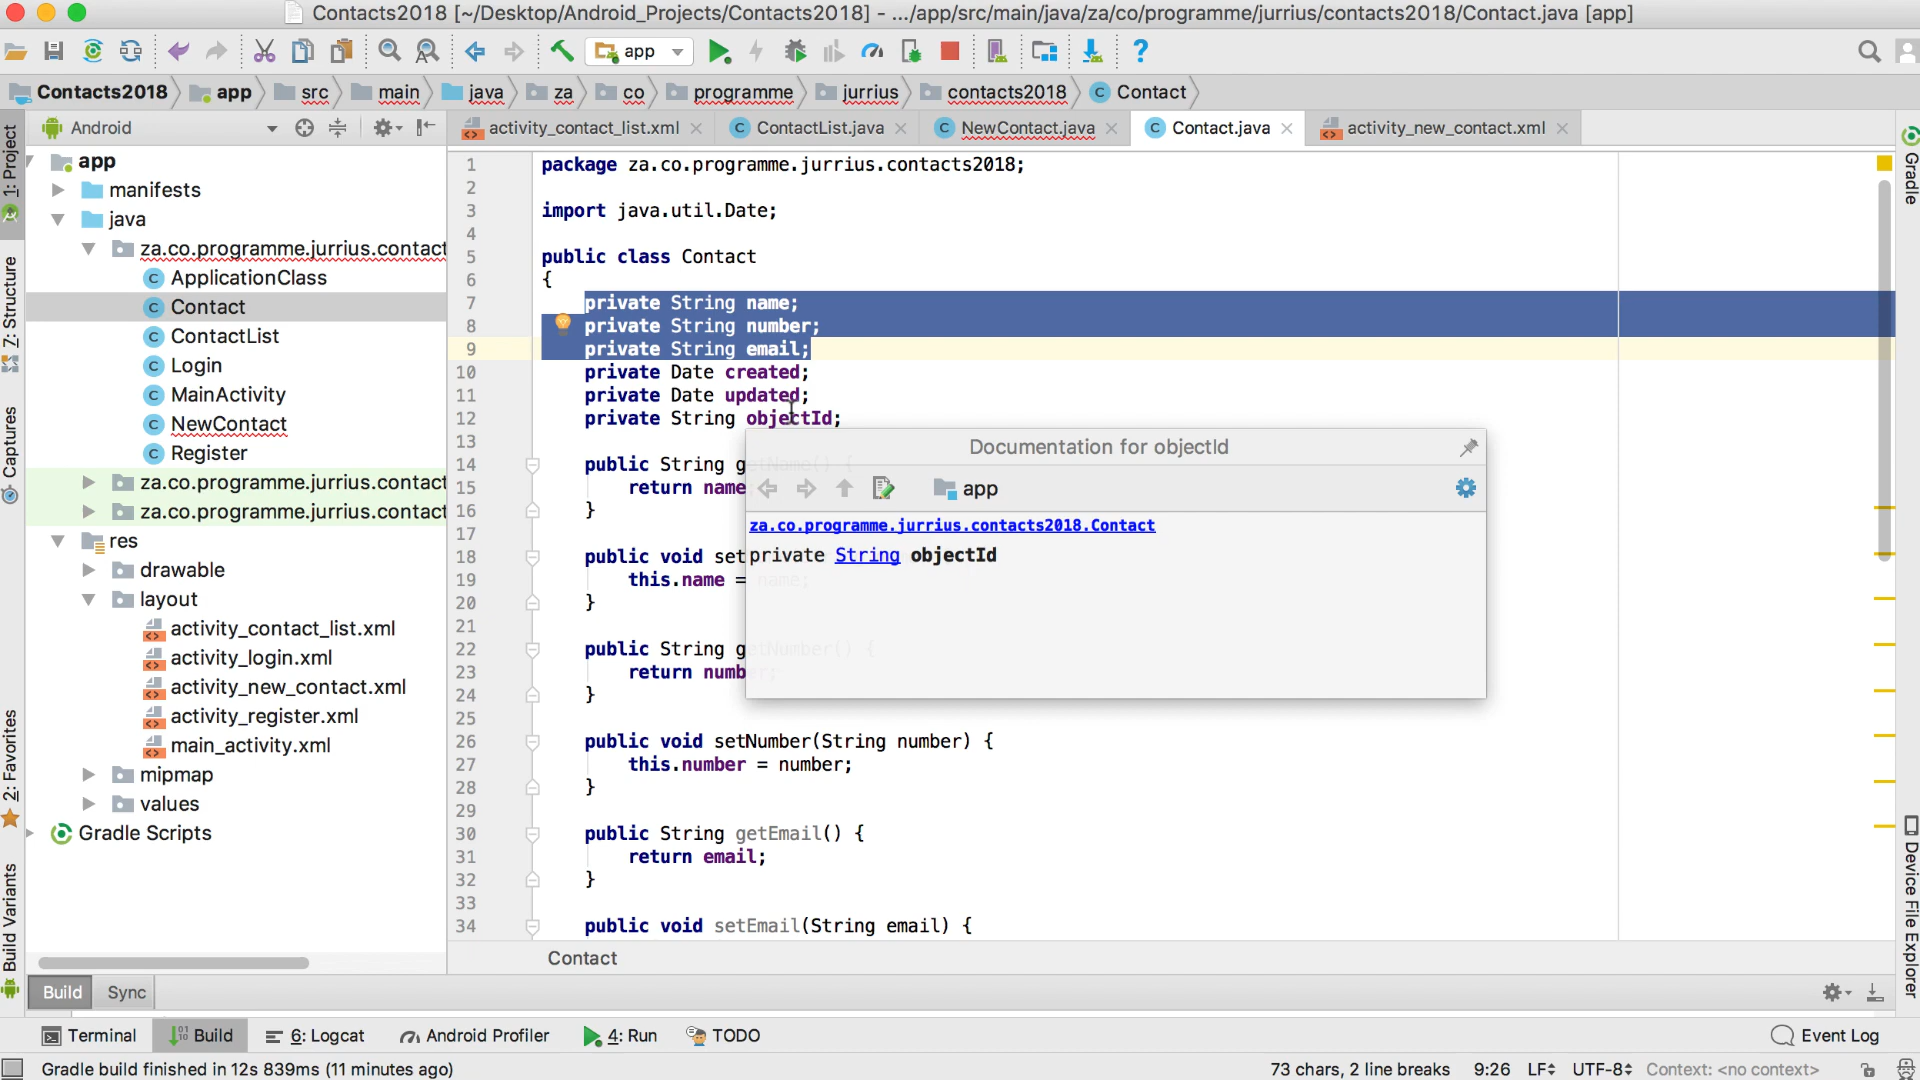 Contacts2018 [~/Desktop/Android_Projects/Contacts2018] - .../app/src/main/java/za/co/programme/jurrius/contacts2018/Contact.java [app]
app
Contacts2018 app src main java za co programme jurrius contacts2018 Contact
Android
activity_contact_list.xml ContactList.java NewContact.java Contact.java activity_new_contact.xml
1: Project
Z: Structure
Captures
2: Favorites
Build Variants
app
manifests
java
za.co.programme.jurrius.contact
ApplicationClass
Contact
ContactList
Login
MainActivity
NewContact
Register
za.co.programme.jurrius.contact
za.co.programme.jurrius.contact
res
drawable
layout
activity_contact_list.xml
activity_login.xml
activity_new_contact.xml
activity_register.xml
main_activity.xml
mipmap
values
Gradle Scripts
1 package za.co.programme.jurrius.contacts2018;
2
3 import java.util.Date;
4
5 public class Contact
6 {
7 private String name;
8 private String number;
9 private String email;
10 private Date created;
11 private Date updated;
12 private String objectId;
13
14 public String getName() {
15 return name
16 }
17
18 public void set
19 this.name = name;
20 }
21
22 public String getNumber() {
23 return number;
24 }
25
26 public void setNumber(String number) {
27 this.number = number;
28 }
29
30 public String getEmail() {
31 return email;
32 }
33
34 public void setEmail(String email) {
Documentation for objectId
app
za.co.programme.jurrius.contacts2018.Contact
private String objectId
Contact
Gradle
Device File Explorer
Build Sync
Terminal Build 6: Logcat Android Profiler 4: Run TODO Event Log
Gradle build finished in 12s 839ms (11 minutes ago) 73 chars, 2 line breaks 9:26 LF UTF-8 Context: <no context>